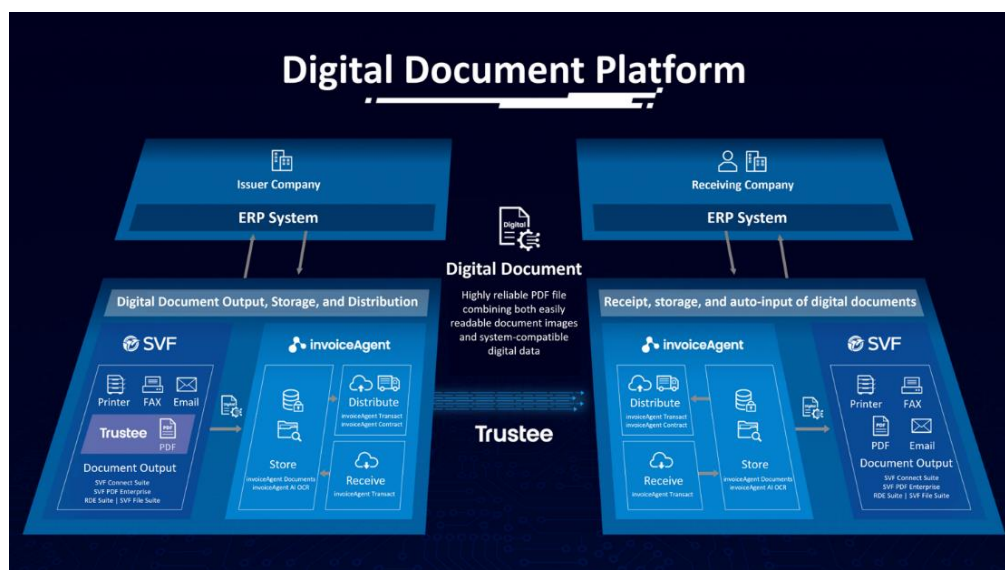 Digital Document Platform
Issuer Company
ERP System
Receiving Company
ERP System
Digital
Digital Document
Highly reliable PDF file
combining both easily
readable document images
and system-compatible
digital data
Trustee
Digital Document Output, Storage, and Distribution
SVF
Printer
FAX
Email
Trustee
PDF
PDF
Document Output
SVF Connect Suite
SVF PDF Enterprise
RDE Suite | SVF File Suite
Digital
invoiceAgent
Store
invoiceAgent Documents
invoiceAgent AI OCR
Distribute
invoiceAgent Transact
invoiceAgent Contract
Receive
invoiceAgent Transact
Receipt, storage, and auto-input of digital documents
invoiceAgent
Distribute
invoiceAgent Transact
invoiceAgent Contract
Receive
invoiceAgent Transact
Store
invoiceAgent Documents
invoiceAgent AI OCR
Digital
SVF
Printer
FAX
PDF
PDF
Email
Document Output
SVF Connect Suite
SVF PDF Enterprise
RDE Suite | SVF File Suite